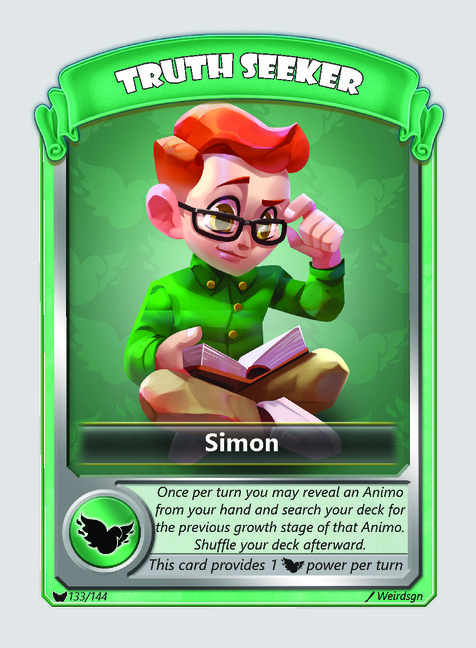 TRUTH SEEKER
Simon
Once per turn you may reveal an Animo
from your hand and search your deck for
the previous growth stage of that Animo.
Shuffle your deck afterward.
This card provides 1 power per turn
133/144
Weirdsgn